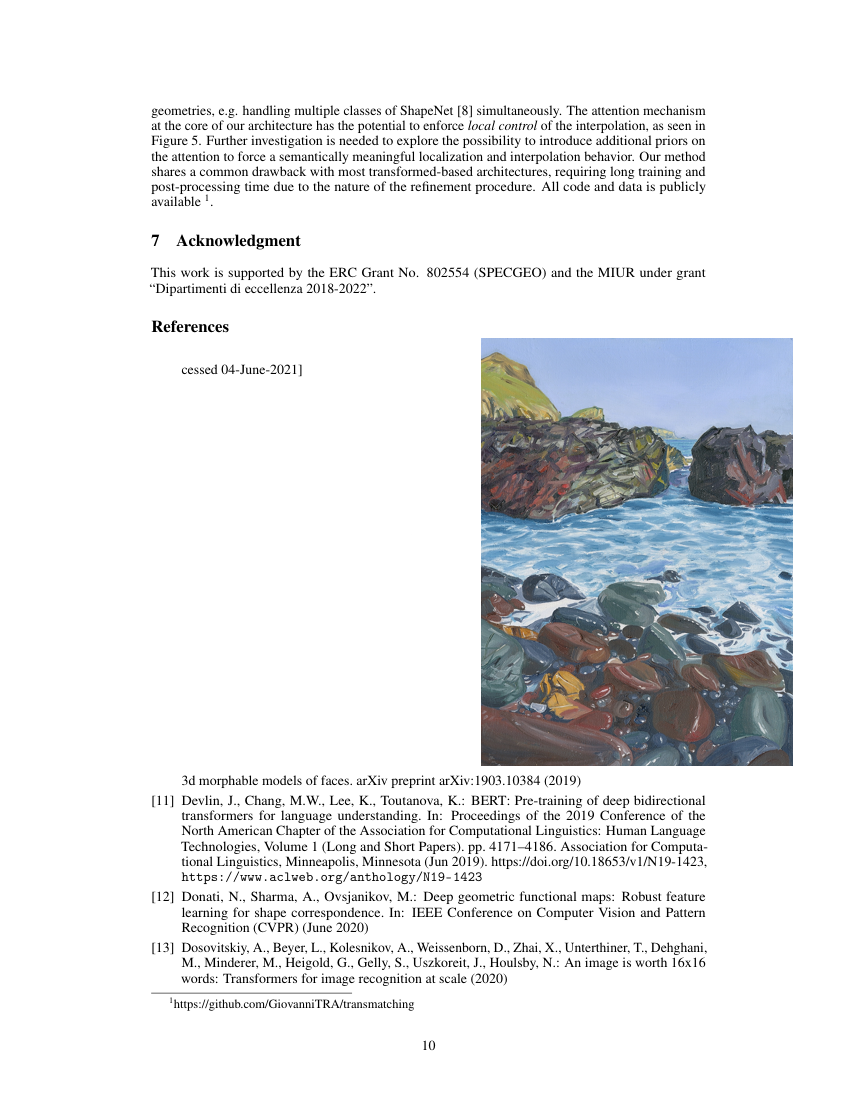 geometries, e.g. handling multiple classes of ShapeNet [8] simultaneously. The attention mechanism
at the core of our architecture has the potential to enforce local control of the interpolation, as seen in
Figure 5. Further investigation is needed to explore the possibility to introduce additional priors on
the attention to force a semantically meaningful localization and interpolation behavior. Our method
shares a common drawback with most transformed-based architectures, requiring long training and
post-processing time due to the nature of the refinement procedure. All code and data is publicly
available 1.
7 Acknowledgment
This work is supported by the ERC Grant No. 802554 (SPECGEO) and the MIUR under grant
“Dipartimenti di eccellenza 2018-2022”.
References
cessed 04-June-2021]
3d morphable models of faces. arXiv preprint arXiv:1903.10384 (2019)
[11] Devlin, J., Chang, M.W., Lee, K., Toutanova, K.: BERT: Pre-training of deep bidirectional
transformers for language understanding. In: Proceedings of the 2019 Conference of the
North American Chapter of the Association for Computational Linguistics: Human Language
Technologies, Volume 1 (Long and Short Papers). pp. 4171–4186. Association for Computa-
tional Linguistics, Minneapolis, Minnesota (Jun 2019). https://doi.org/10.18653/v1/N19-1423,
https://www.aclweb.org/anthology/N19-1423
[12] Donati, N., Sharma, A., Ovsjanikov, M.: Deep geometric functional maps: Robust feature
learning for shape correspondence. In: IEEE Conference on Computer Vision and Pattern
Recognition (CVPR) (June 2020)
[13] Dosovitskiy, A., Beyer, L., Kolesnikov, A., Weissenborn, D., Zhai, X., Unterthiner, T., Dehghani,
M., Minderer, M., Heigold, G., Gelly, S., Uszkoreit, J., Houlsby, N.: An image is worth 16x16
words: Transformers for image recognition at scale (2020)
1https://github.com/GiovanniTRA/transmatching
10